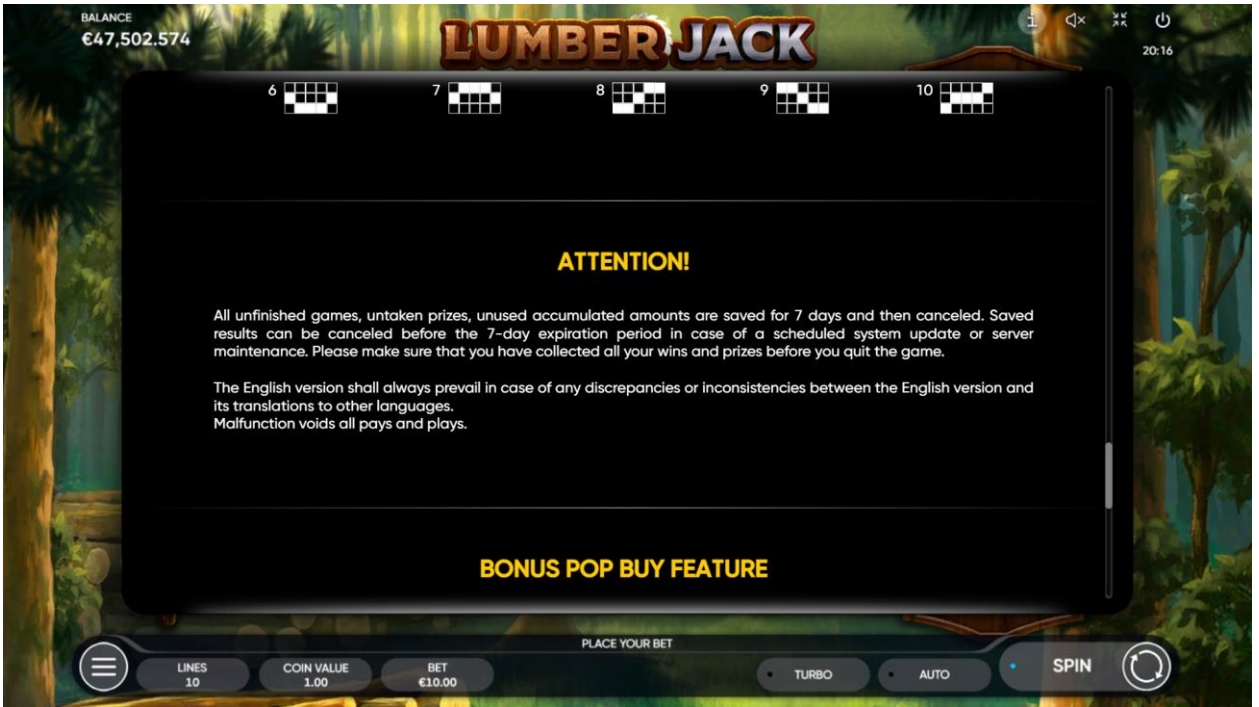 BALANCE
€47,502.574
LUMBER JACK
i
20:16
6 7 8 9 10
ATTENTION!
All unfinished games, untaken prizes, unused accumulated amounts are saved for 7 days and then canceled. Saved
results can be canceled before the 7-day expiration period in case of a scheduled system update or server
maintenance. Please make sure that you have collected all your wins and prizes before you quit the game.
The English version shall always prevail in case of any discrepancies or inconsistencies between the English version and
its translations to other languages.
Malfunction voids all pays and plays.
BONUS POP BUY FEATURE
PLACE YOUR BET
LINES
10
COIN VALUE
1.00
BET
€10.00
TURBO
AUTO
SPIN